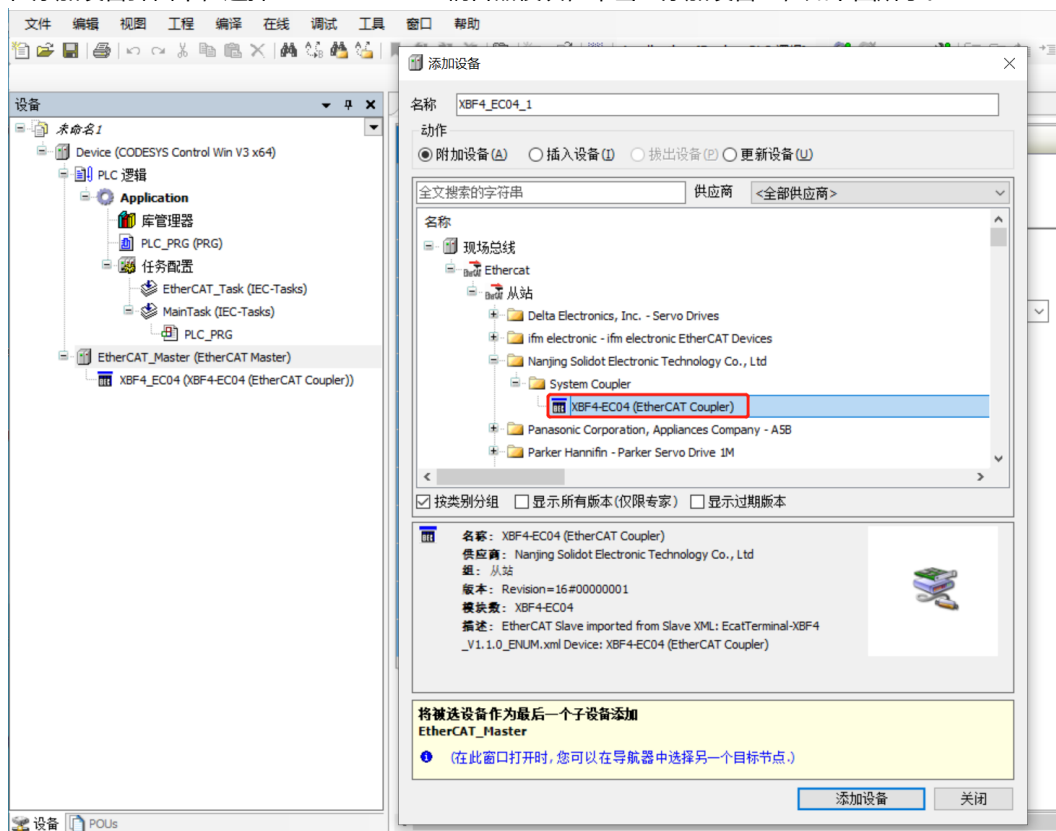 文件 编辑 视图 工程 编译 在线 调试 工具 窗口 帮助
设备
未命名1
Device (CODESYS Control Win V3 x64)
PLC 逻辑
Application
库管理器
PLC_PRG (PRG)
任务配置
EtherCAT_Task (IEC-Tasks)
MainTask (IEC-Tasks)
PLC_PRG
EtherCAT_Master (EtherCAT Master)
XBF4_EC04 (XBF4-EC04 (EtherCAT Coupler))
设备 POUs
添加设备
名称 XBF4_EC04_1
动作
附加设备(A) 插入设备(I) 拔出设备(P) 更新设备(U)
全文搜索的字符串 供应商 <全部供应商>
名称
现场总线
Ethercat
从站
Delta Electronics, Inc. - Servo Drives
ifm electronic - ifm electronic EtherCAT Devices
Nanjing Solidot Electronic Technology Co., Ltd
System Coupler
XBF4-EC04 (EtherCAT Coupler)
Panasonic Corporation, Appliances Company - A5B
Parker Hannifin - Parker Servo Drive 1M
按类别分组 显示所有版本(仅限专家) 显示过期版本
名称: XBF4-EC04 (EtherCAT Coupler)
供应商: Nanjing Solidot Electronic Technology Co., Ltd
组: 从站
版本: Revision=16#00000001
模块数: XBF4-EC04
描述: EtherCAT Slave imported from Slave XML: EcatTerminal-XBF4
_V1.1.0_ENUM.xml Device: XBF4-EC04 (EtherCAT Coupler)
将被选设备作为最后一个子设备添加
EtherCAT_Master
(在此窗口打开时,您可以在导航器中选择另一个目标节点.)
添加设备 关闭